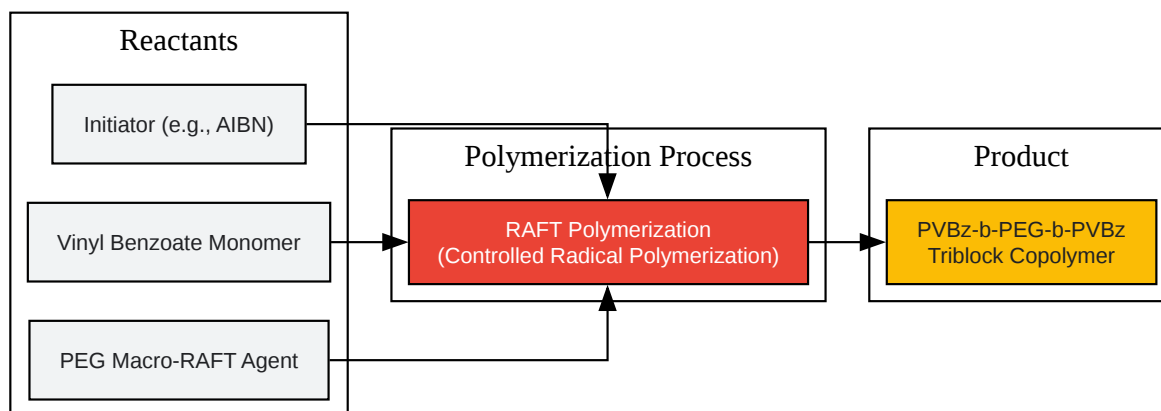 Reactants
Initiator (e.g., AIBN)
Vinyl Benzoate Monomer
PEG Macro-RAFT Agent
Polymerization Process
RAFT Polymerization
(Controlled Radical Polymerization)
Product
PVBz-b-PEG-b-PVBz
Triblock Copolymer